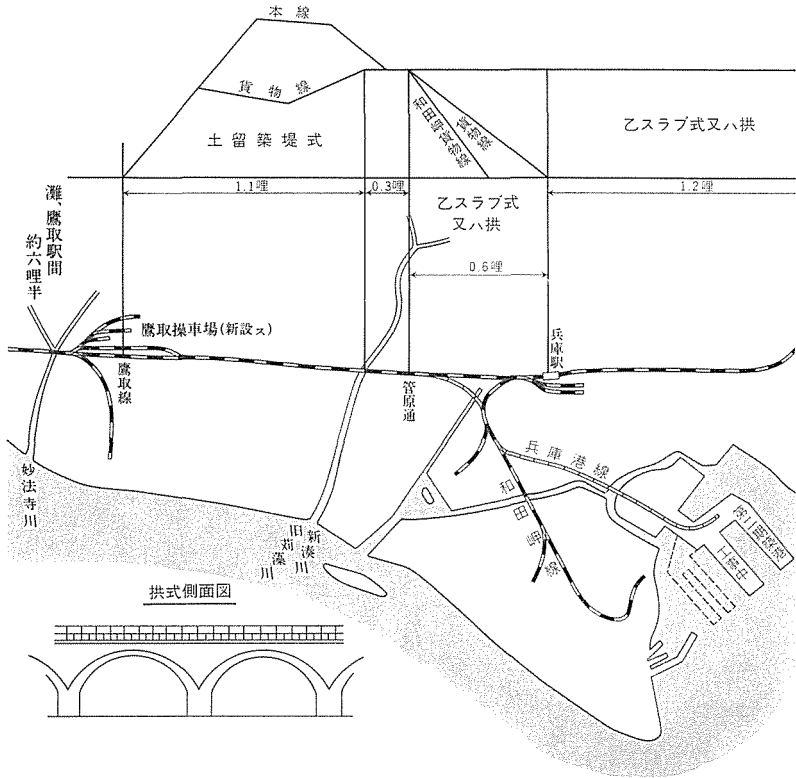 本線
貨物線
土留築堤式
和田岬貨物線
貨物線
乙スラブ式又ハ拱
1.1哩
0.3哩
1.2哩
乙スラブ式
又ハ拱
0.6哩
灘、鷹取駅間
約六哩半
鷹取操車場(新設ス)
鷹取線
管原通
兵庫駅
妙法寺川
新湊川
旧苅藻川
兵庫港線
和田岬線
工事中
拱式側面図